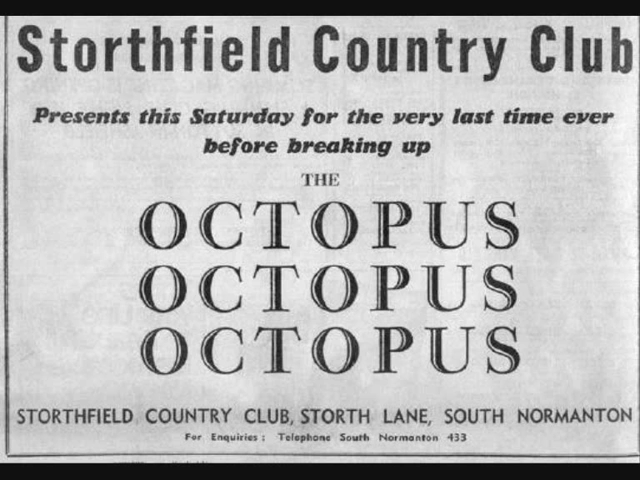 Storthfield Country Club
Presents this Saturday for the very last time ever
before breaking up
THE
OCTOPUS
OCTOPUS
OCTOPUS
STORTHFIELD COUNTRY CLUB, STORTH LANE, SOUTH NORMANTON
For Enquiries : Telephone South Normanton 433